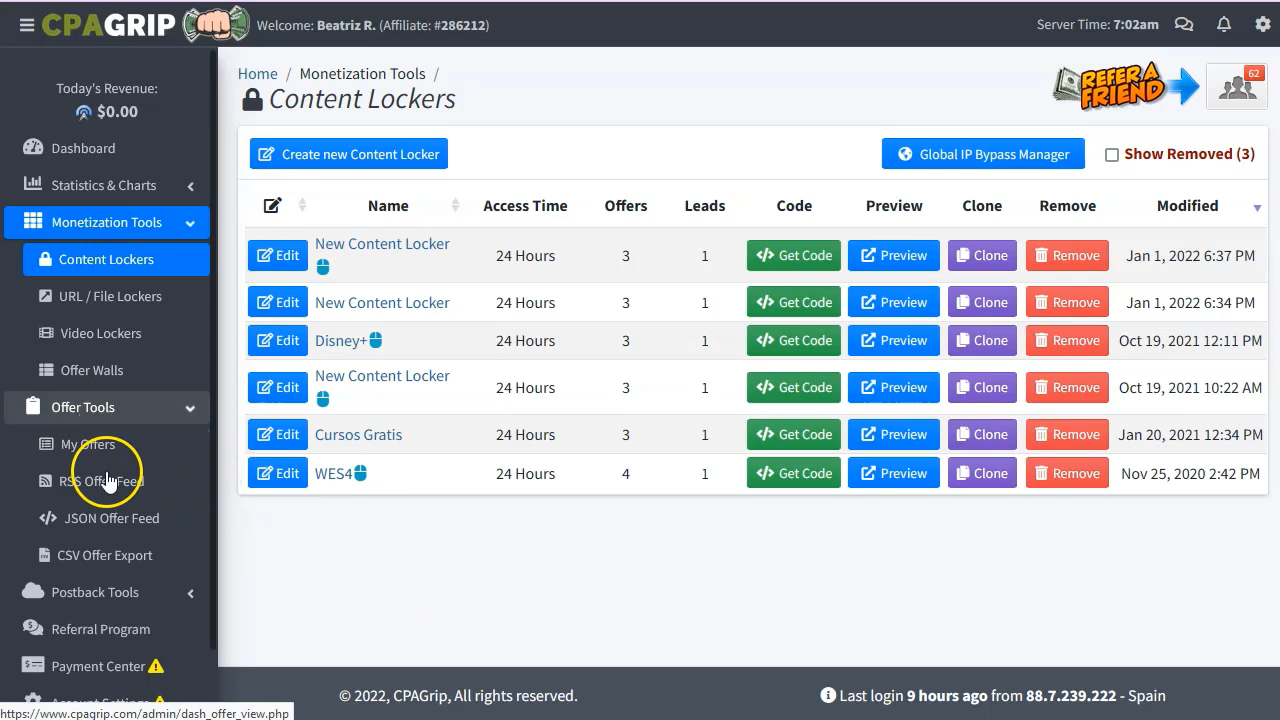 CPAGRIP
Welcome: Beatriz R. (Affiliate: #286212)
Server Time: 7:02am
Today's Revenue:
$0.00
Dashboard
Statistics & Charts
Monetization Tools
Content Lockers
URL / File Lockers
Video Lockers
Offer Walls
Offer Tools
My Offers
RSS Offer Feed
JSON Offer Feed
CSV Offer Export
Postback Tools
Referral Program
Payment Center
Account Settings
https://www.cpagrip.com/admin/dash_offer_view.php
Home / Monetization Tools /
Content Lockers
REFER A FRIEND
62
Create new Content Locker
Global IP Bypass Manager
Show Removed (3)
Name Access Time Offers Leads Code Preview Clone Remove Modified
Edit New Content Locker 24 Hours 3 1 Get Code Preview Clone Remove Jan 1, 2022 6:37 PM
Edit New Content Locker 24 Hours 3 1 Get Code Preview Clone Remove Jan 1, 2022 6:34 PM
Edit Disney+ 24 Hours 3 1 Get Code Preview Clone Remove Oct 19, 2021 12:11 PM
Edit New Content Locker 24 Hours 3 1 Get Code Preview Clone Remove Oct 19, 2021 10:22 AM
Edit Cursos Gratis 24 Hours 3 1 Get Code Preview Clone Remove Jan 20, 2021 12:34 PM
Edit WES4 24 Hours 4 1 Get Code Preview Clone Remove Nov 25, 2020 2:42 PM
© 2022, CPAGrip, All rights reserved.
Last login 9 hours ago from 88.7.239.222 - Spain